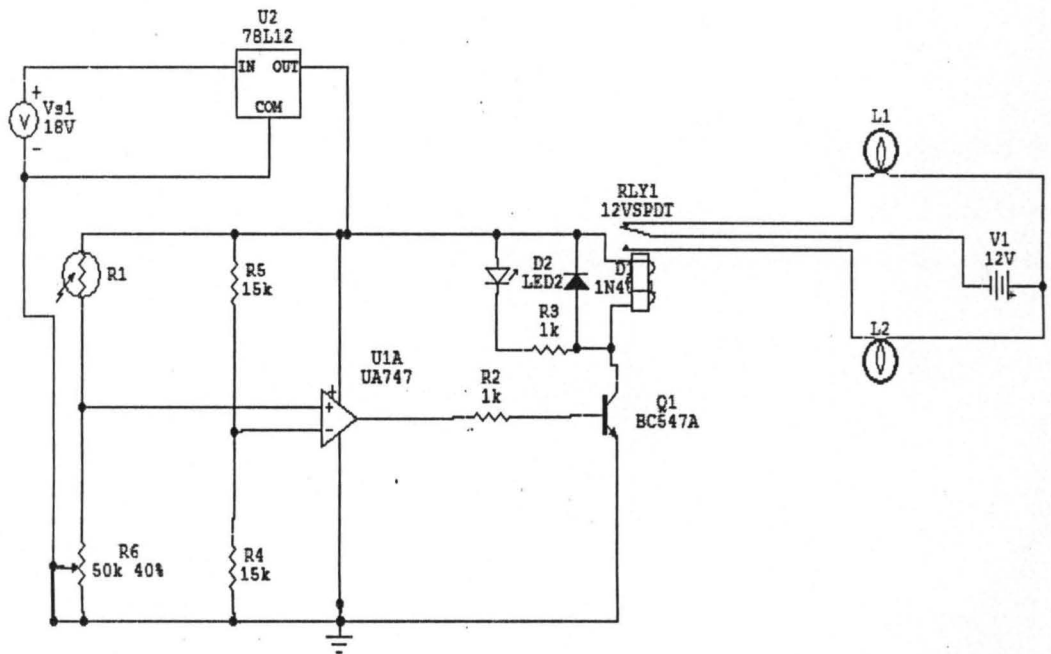 U2
78L12
IN OUT
COM
+
Vs1
18V
V
-
L1
RLY1
12VSPDT
V1
12V
+
R1
R5
15k
D2
LED2
R3
1k
L2
U1A
UA747
+
+
-
R2
1k
Q1
BC547A
R6
50k 40%
R4
15k